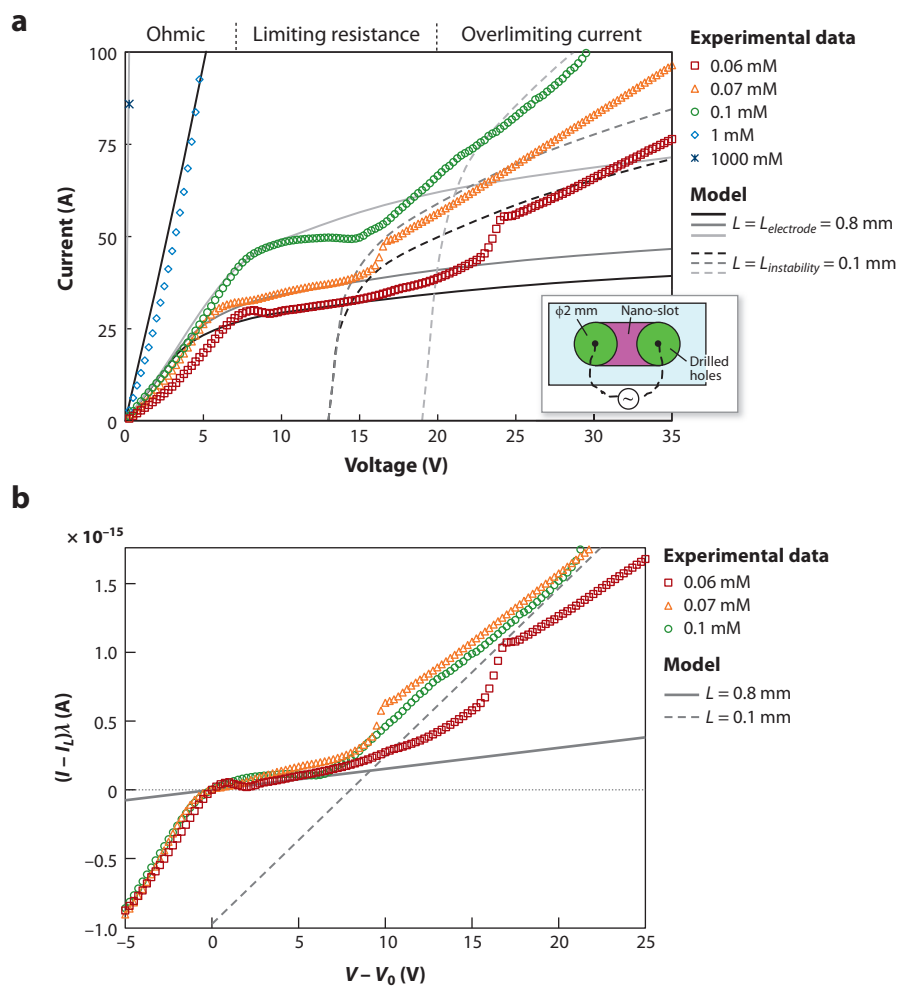 a
Ohmic
Limiting resistance
Overlimiting current
100
75
50
25
0
Current (A)
0
5
10
15
20
25
30
35
Voltage (V)
Experimental data
0.06 mM
0.07 mM
0.1 mM
1 mM
1000 mM
Model
L = L_electrode = 0.8 mm
L = L_instability = 0.1 mm
ϕ2 mm
Nano-slot
Drilled
holes
~
b
× 10⁻¹⁵
1.5
1.0
0.5
0
−0.5
−1.0
(I − I_L)λ (A)
−5
0
5
10
15
20
25
V − V₀ (V)
Experimental data
0.06 mM
0.07 mM
0.1 mM
Model
L = 0.8 mm
L = 0.1 mm